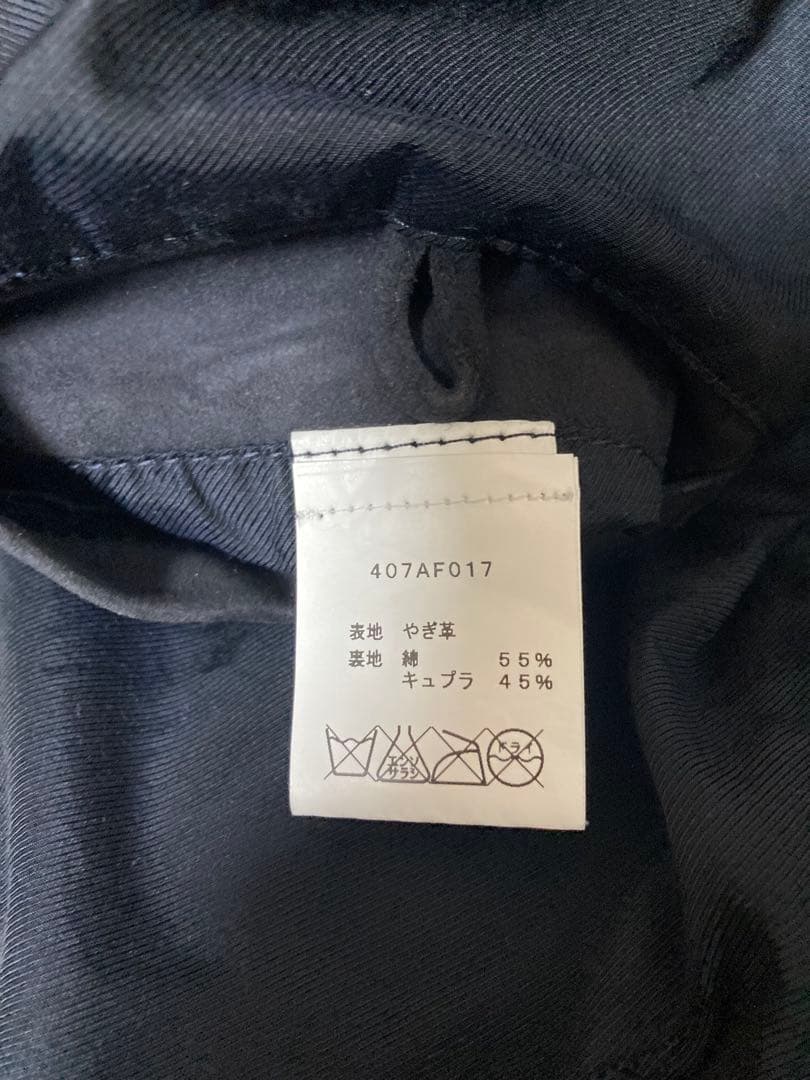 407AF017
表地 やぎ革
裏地 綿 55%
キュプラ 45%
エンソ
サラシ
ドライ